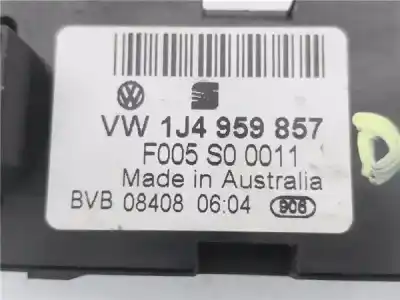 VW 1J4 959 857
F005 S0 0011
Made in Australia
BVB 08408 06:04 906
D